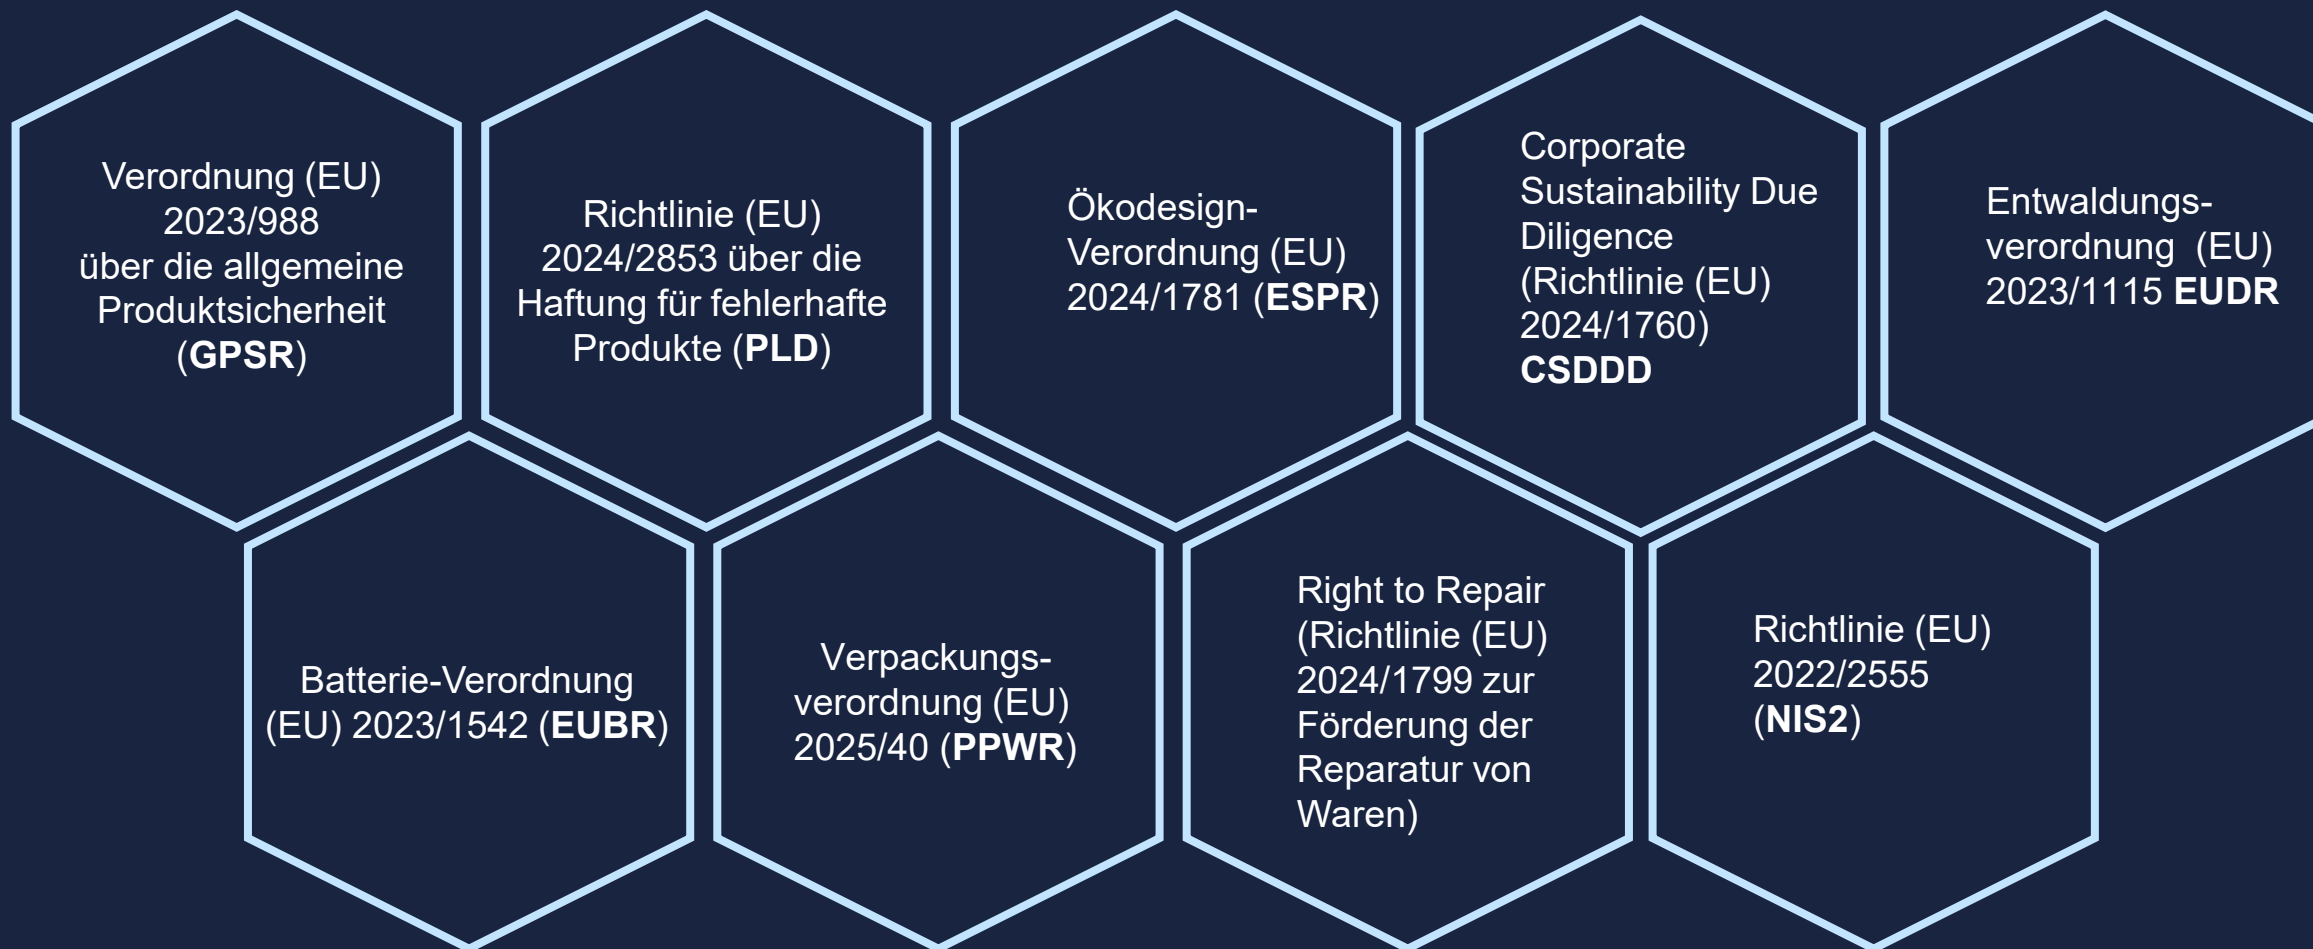 Verordnung (EU)
2023/988
über die allgemeine
Produktsicherheit
(GPSR)
Richtlinie (EU)
2024/2853 über die
Haftung für fehlerhafte
Produkte (PLD)
Ökodesign-
Verordnung (EU)
2024/1781 (ESPR)
Corporate
Sustainability Due
Diligence
(Richtlinie (EU)
2024/1760)
CSDDD
Entwaldungs-
verordnung (EU)
2023/1115 EUDR
Batterie-Verordnung
(EU) 2023/1542 (EUBR)
Verpackungs-
verordnung (EU)
2025/40 (PPWR)
Right to Repair
(Richtlinie (EU)
2024/1799 zur
Förderung der
Reparatur von
Waren)
Richtlinie (EU)
2022/2555
(NIS2)